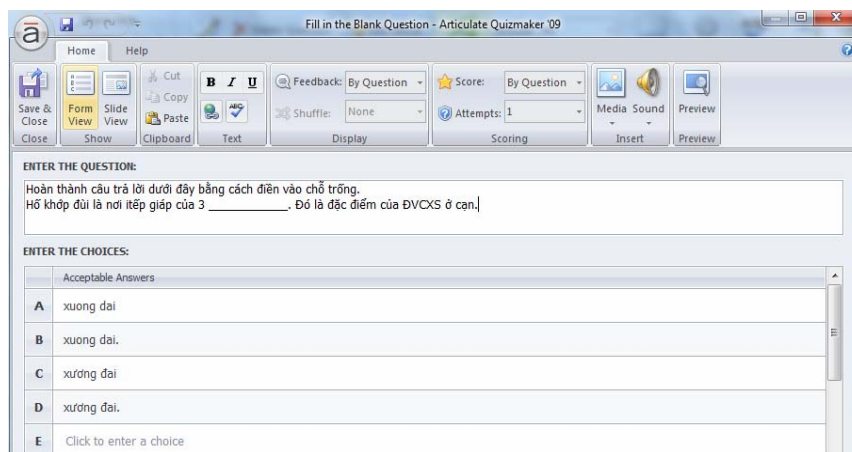 Fill in the Blank Question - Articulate Quizmaker '09
Home Help
Save & Close
Form View
Slide View
Cut
Copy
Paste
B I U
ABC
Feedback: By Question
Shuffle: None
Score: By Question
Attempts: 1
Media Sound
Preview
Close Show Clipboard Text Display Scoring Insert Preview
ENTER THE QUESTION:
Hoàn thành câu trả lời dưới đây bằng cách điền vào chỗ trống.
Hố khớp đùi là nơi itếp giáp của 3 _____________. Đó là đặc điểm của ĐVCXS ở cạn.
ENTER THE CHOICES:
Acceptable Answers
A xuong dai
B xuong dai.
C xương đai
D xương đai.
E Click to enter a choice